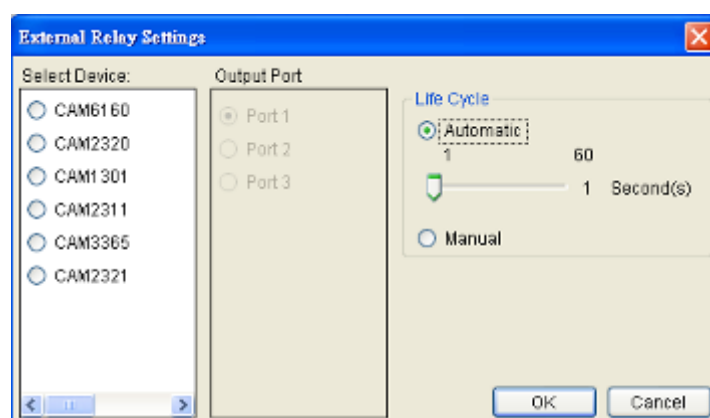 External Relay Settings
Select Device:
CAM6160
CAM2320
CAM1301
CAM2311
CAM3365
CAM2321
Output Port
Port 1
Port 2
Port 3
Life Cycle
Automatic
1 60
1 Second(s)
Manual
OK Cancel